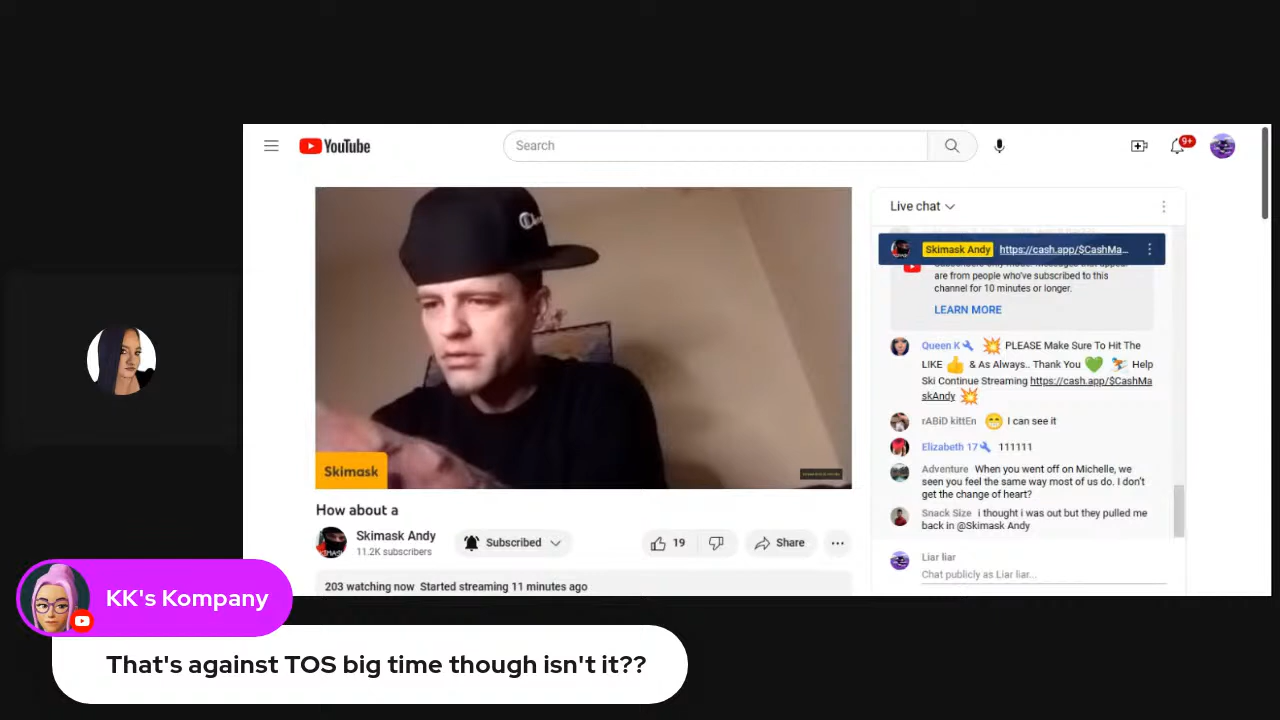 YouTube
Search
9+
Live chat
Skimask Andy https://cash.app/$CashMa...
are from people who've subscribed to this
channel for 10 minutes or longer.
LEARN MORE
Queen K PLEASE Make Sure To Hit The
LIKE & As Always.. Thank You Help
Ski Continue Streaming https://cash.app/$CashMa
skAndy
rABiD kittEn I can see it
Elizabeth 17 111111
Adventure When you went off on Michelle, we
seen you feel the same way most of us do. I don't
get the change of heart?
Snack Size i thought i was out but they pulled me
back in @Skimask Andy
Liar liar
Chat publicly as Liar liar...
Skimask
How about a
Skimask Andy
11.2K subscribers
Subscribed
19
Share
203 watching now Started streaming 11 minutes ago
KK's Kompany
That's against TOS big time though isn't it??